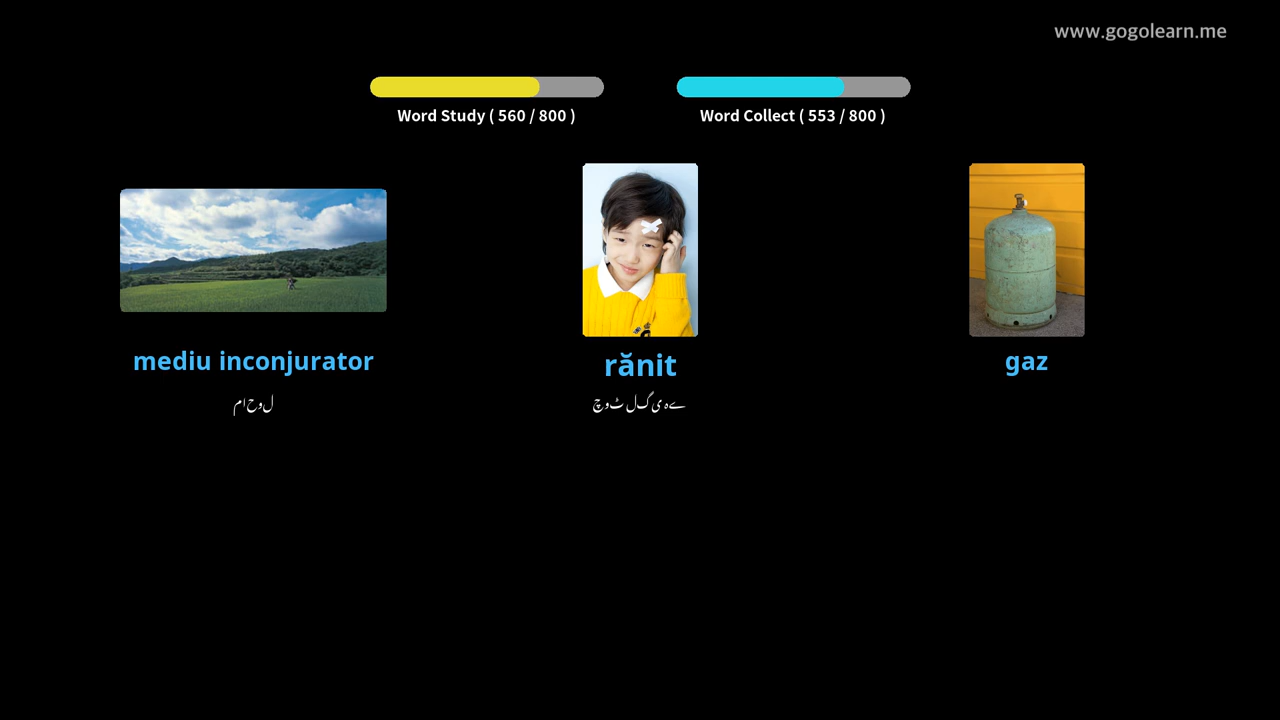 www.gogolearn.me
Word Study ( 560 / 800 )
Word Collect ( 553 / 800 )
mediu inconjurator
rănit
gaz
ماحول
چوٹ لگی ہے